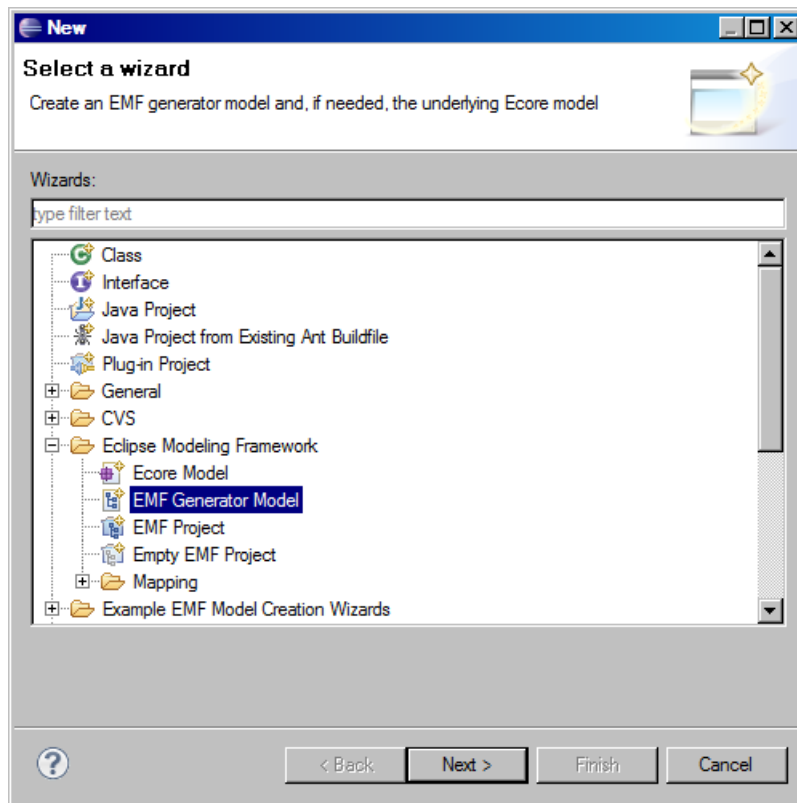 New
Select a wizard
Create an EMF generator model and, if needed, the underlying Ecore model
Wizards:
type filter text
Class
Interface
Java Project
Java Project from Existing Ant Buildfile
Plug-in Project
General
CVS
Eclipse Modeling Framework
Ecore Model
EMF Generator Model
EMF Project
Empty EMF Project
Mapping
Example EMF Model Creation Wizards
< Back Next > Finish Cancel